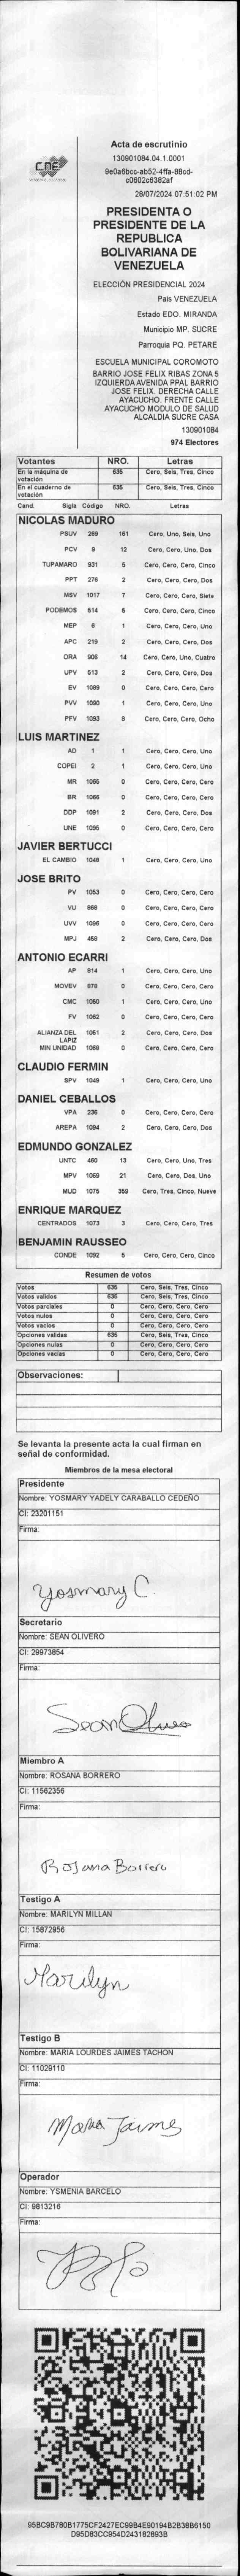 CNE
Acta de escrutinio
130901084.04.1.0001
28/07/2024 07:51:02 PM
PRESIDENTA O
PRESIDENTE DE LA
REPUBLICA
BOLIVARIANA DE
VENEZUELA
ELECCIÓN PRESIDENCIAL 2024
País VENEZUELA
Estado EDO. MIRANDA
Municipio MP. SUCRE
Parroquia PQ. PETARE
ESCUELA MUNICIPAL COROMOTO
BARRIO JOSE FELIX RIBAS ZONA 5
IZQUIERDA AVENIDA PPAL BARRIO
JOSE FELIX. DERECHA CALLE
AYACUCHO. FRENTE CALLE
AYACUCHO MODULO DE SALUD
ALCALDIA SUCRE CASA
130901084
974 Electores
Votantes NRO. Letras
En la máquina de votación 635 Cero, Seis, Tres, Cinco
En el cuaderno de votación 635 Cero, Seis, Tres, Cinco
Cand. Sigla Código NRO. Letras
NICOLAS MADURO
PSUV 269 161 Cero, Uno, Seis, Uno
PCV 9 12 Cero, Cero, Uno, Dos
TUPAMARO 931 5 Cero, Cero, Cero, Cinco
PPT 276 2 Cero, Cero, Cero, Dos
MSV 1017 7 Cero, Cero, Cero, Siete
PODEMOS 514 5 Cero, Cero, Cero, Cinco
MEP 6 1 Cero, Cero, Cero, Uno
APC 219 2 Cero, Cero, Cero, Dos
ORA 906 14 Cero, Cero, Uno, Cuatro
UPV 513 2 Cero, Cero, Cero, Dos
EV 1089 0 Cero, Cero, Cero, Cero
PVV 1090 1 Cero, Cero, Cero, Uno
PFV 1093 8 Cero, Cero, Cero, Ocho
LUIS MARTINEZ
AD 1 1 Cero, Cero, Cero, Uno
COPEI 2 1 Cero, Cero, Cero, Uno
MR 1065 0 Cero, Cero, Cero, Cero
BR 1066 0 Cero, Cero, Cero, Cero
DDP 1091 2 Cero, Cero, Cero, Dos
UNE 1095 0 Cero, Cero, Cero, Cero
JAVIER BERTUCCI
EL CAMBIO 1048 1 Cero, Cero, Cero, Uno
JOSE BRITO
PV 1053 0 Cero, Cero, Cero, Cero
VU 868 0 Cero, Cero, Cero, Cero
UVV 1096 0 Cero, Cero, Cero, Cero
MPJ 458 2 Cero, Cero, Cero, Dos
ANTONIO ECARRI
AP 814 1 Cero, Cero, Cero, Uno
MOVEV 878 0 Cero, Cero, Cero, Cero
CMC 1050 1 Cero, Cero, Cero, Uno
FV 1062 0 Cero, Cero, Cero, Cero
ALIANZA DEL LAPIZ 1051 2 Cero, Cero, Cero, Dos
MIN UNIDAD 1068 0 Cero, Cero, Cero, Cero
CLAUDIO FERMIN
SPV 1049 1 Cero, Cero, Cero, Uno
DANIEL CEBALLOS
VPA 236 0 Cero, Cero, Cero, Cero
AREPA 1094 2 Cero, Cero, Cero, Dos
EDMUNDO GONZALEZ
UNTC 460 13 Cero, Cero, Uno, Tres
MPV 1069 21 Cero, Cero, Dos, Uno
MUD 1075 359 Cero, Tres, Cinco, Nueve
ENRIQUE MARQUEZ
CENTRADOS 1073 3 Cero, Cero, Cero, Tres
BENJAMIN RAUSSEO
CONDE 1092 5 Cero, Cero, Cero, Cinco
Resumen de votos
Votos 635 Cero, Seis, Tres, Cinco
Votos validos 635 Cero, Seis, Tres, Cinco
Votos parciales 0 Cero, Cero, Cero, Cero
Votos nulos 0 Cero, Cero, Cero, Cero
Votos vacios 0 Cero, Cero, Cero, Cero
Opciones validas 635 Cero, Seis, Tres, Cinco
Opciones nulas 0 Cero, Cero, Cero, Cero
Opciones vacias 0 Cero, Cero, Cero, Cero
Observaciones:
Se levanta la presente acta la cual firman en
señal de conformidad.
Miembros de la mesa electoral
Presidente
Nombre: YOSMARY YADELY CARABALLO CEDEÑO
CI: 23201151
Firma:
Yosmary C.
Secretario
Nombre: SEAN OLIVERO
CI: 29973854
Firma:
Sean Olivero
Miembro A
Nombre: ROSANA BORRERO
CI: 11562356
Firma:
Rosana Borrero
Testigo A
Nombre: MARILYN MILLAN
CI: 15872956
Firma:
Marilyn
Testigo B
Nombre: MARIA LOURDES JAIMES TACHON
CI: 11029110
Firma:
Maria Jaimes
Operador
Nombre: YSMENIA BARCELO
CI: 9813216
Firma:
95BC9B780B1775CF2427EC99B4E90194B2B38B6150
D95D83CC954D243182893B